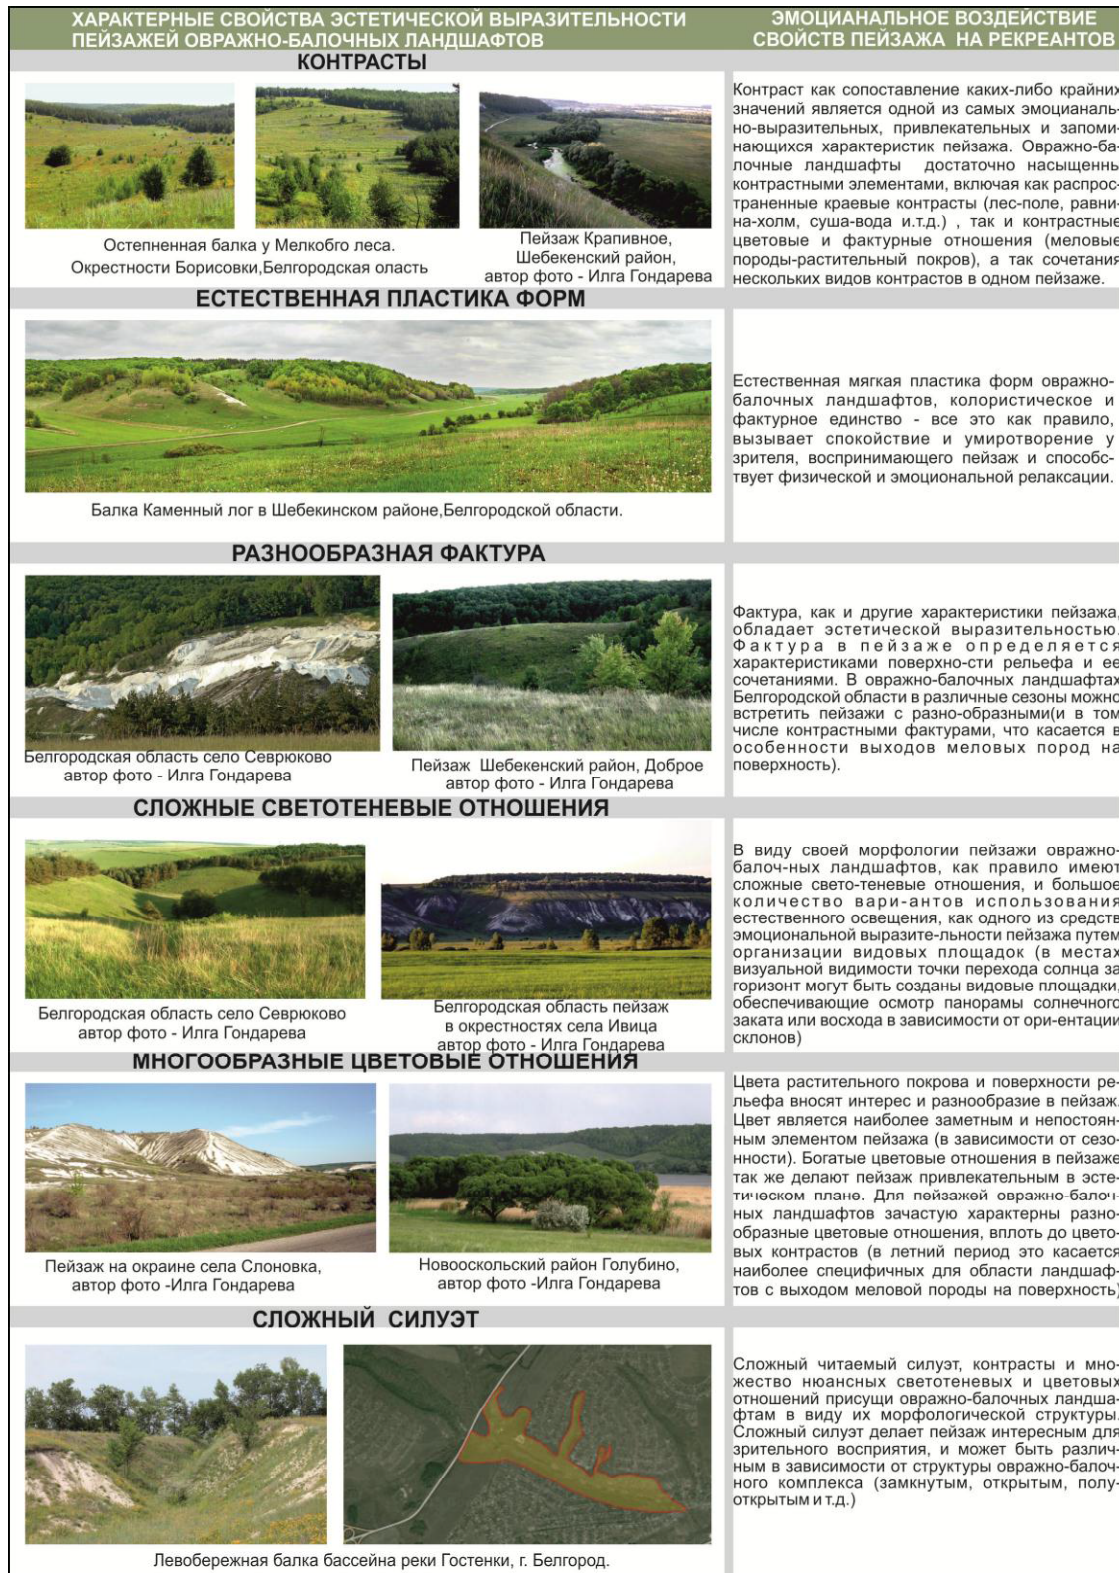 ХАРАКТЕРНЫЕ СВОЙСТВА ЭСТЕТИЧЕСКОЙ ВЫРАЗИТЕЛЬНОСТИ
ПЕЙЗАЖЕЙ ОВРАЖНО-БАЛОЧНЫХ ЛАНДШАФТОВ
ЭМОЦИАНАЛЬНОЕ ВОЗДЕЙСТВИЕ
СВОЙСТВ ПЕЙЗАЖА НА РЕКРЕАНТОВ
КОНТРАСТЫ
Остепненная балка у Мелкобго леса.
Окрестности Борисовки,Белгородская оласть
Пейзаж Крапивное,
Шебекенский район,
автор фото - Илга Гондарева
Контраст как сопоставление каких-либо крайних
значений является одной из самых эмоцианаль-
но-выразительных, привлекательных и запоми-
нающихся характеристик пейзажа. Овражно-ба-
лочные ландшафты достаточно насыщены
контрастными элементами, включая как распрос-
траненные краевые контрасты (лес-поле, равни-
на-холм, суша-вода и.т.д.) , так и контрастные
цветовые и фактурные отношения (меловые
породы-растительный покров), а так сочетания
нескольких видов контрастов в одном пейзаже.
ЕСТЕСТВЕННАЯ ПЛАСТИКА ФОРМ
Балка Каменный лог в Шебекинском районе,Белгородской области.
Естественная мягкая пластика форм овражно-
балочных ландшафтов, колористическое и
фактурное единство - все это как правило,
вызывает спокойствие и умиротворение у
зрителя, воспринимающего пейзаж и способс-
твует физической и эмоциональной релаксации.
РАЗНООБРАЗНАЯ ФАКТУРА
Белгородская область село Севрюково
автор фото - Илга Гондарева
Пейзаж Шебекенский район, Доброе
автор фото - Илга Гондарева
Фактура, как и другие характеристики пейзажа,
обладает эстетической выразительностью.
Фактура в пейзаже определяется
характеристиками поверхно-сти рельефа и ее
сочетаниями. В овражно-балочных ландшафтах
Белгородской области в различные сезоны можно
встретить пейзажи с разно-образными(и в том
числе контрастными фактурами, что касается в
особенности выходов меловых пород на
поверхность).
СЛОЖНЫЕ СВЕТОТЕНЕВЫЕ ОТНОШЕНИЯ
Белгородская область село Севрюково
автор фото - Илга Гондарева
Белгородская область пейзаж
в окрестностях села Ивица
автор фото - Илга Гондарева
В виду своей морфологии пейзажи овражно-
балоч-ных ландшафтов, как правило имеют
сложные свето-теневые отношения, и большое
количество вари-антов использования
естественного освещения, как одного из средств
эмоциональной выразите-льности пейзажа путем
организации видовых площадок (в местах
визуальной видимости точки перехода солнца за
горизонт могут быть созданы видовые площадки,
обеспечивающие осмотр панорамы солнечного
заката или восхода в зависимости от ори-ентации
склонов)
МНОГООБРАЗНЫЕ ЦВЕТОВЫЕ ОТНОШЕНИЯ
Пейзаж на окраине села Слоновка,
автор фото -Илга Гондарева
Новооскольский район Голубино,
автор фото -Илга Гондарева
Цвета растительного покрова и поверхности ре-
льефа вносят интерес и разнообразие в пейзаж.
Цвет является наиболее заметным и непостоян-
ным элементом пейзажа (в зависимости от сезо-
нности). Богатые цветовые отношения в пейзаже
так же делают пейзаж привлекательным в эсте-
тическом плане. Для пейзажей овражно-балоч-
ных ландшафтов зачастую характерны разно-
образные цветовые отношения, вплоть до цвето-
вых контрастов (в летний период это касается
наиболее специфичных для области ландшаф-
тов с выходом меловой породы на поверхность)
СЛОЖНЫЙ СИЛУЭТ
Левобережная балка бассейна реки Гостенки, г. Белгород.
Сложный читаемый силуэт, контрасты и мно-
жество нюансных светотеневых и цветовых
отношений присущи овражно-балочных ландша-
фтам в виду их морфологической структуры.
Сложный силуэт делает пейзаж интересным для
зрительного восприятия, и может быть различ-
ным в зависимости от структуры овражно-балоч-
ного комплекса (замкнутым, открытым, полу-
открытым и т.д.)